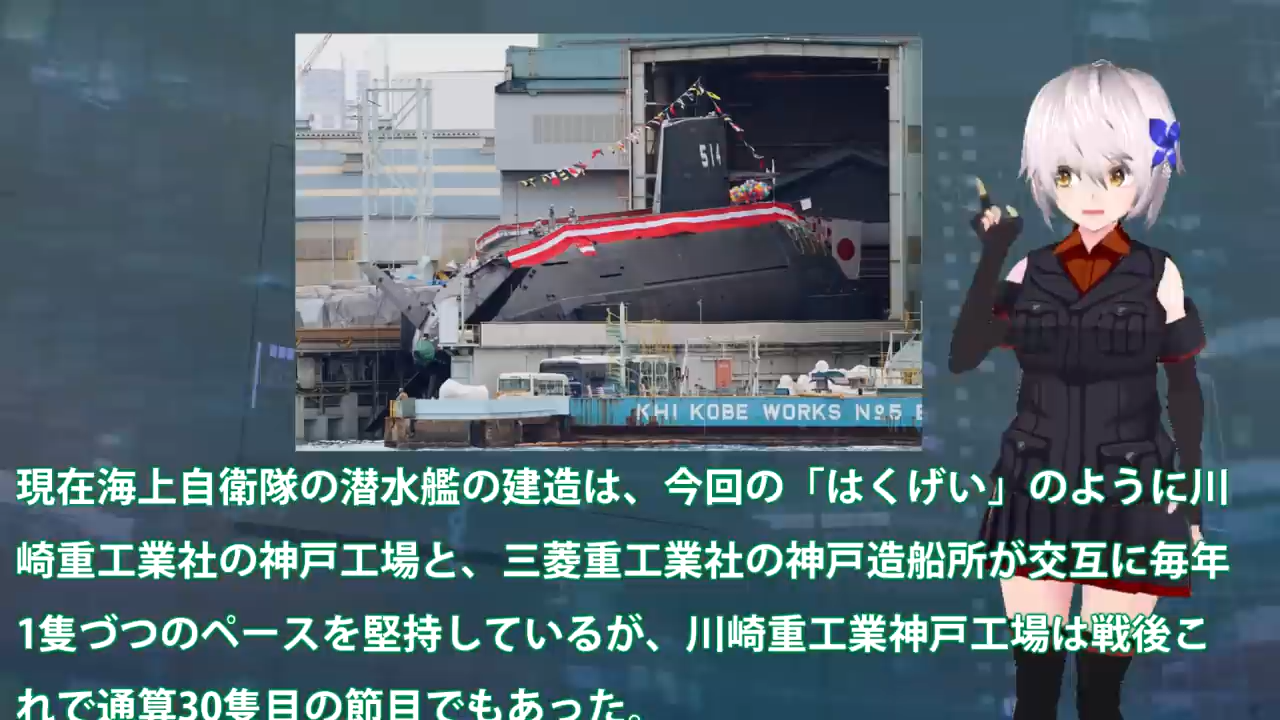 514
KHI KOBE WORKS Nº5
現在海上自衛隊の潜水艦の建造は、今回の「はくげい」のように川
崎重工業社の神戸工場と、三菱重工業社の神戸造船所が交互に毎年
1隻づつのペースを堅持しているが、川崎重工業神戸工場は戦後こ
れで通算30隻目の節目でもあった。